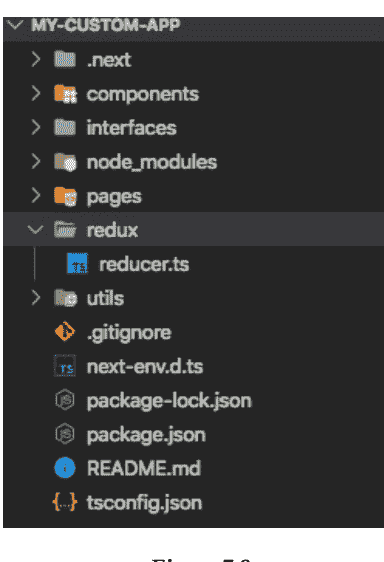 MY-CUSTOM-APP
.next
components
interfaces
node_modules
pages
redux
reducer.ts
utils
.gitignore
next-env.d.ts
package-lock.json
package.json
README.md
tsconfig.json